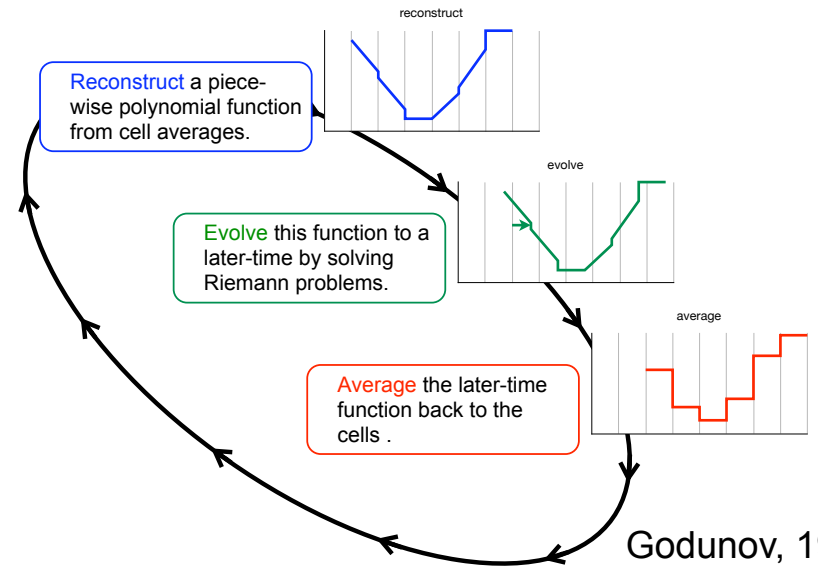 reconstruct
Reconstruct a piece-
wise polynomial function
from cell averages.
evolve
Evolve this function to a
later-time by solving
Riemann problems.
average
Average the later-time
function back to the
cells .
Godunov,